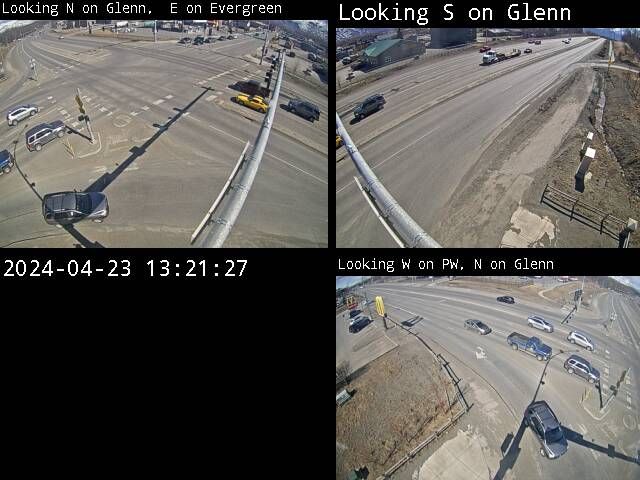 Looking N on Glenn,  E on Evergreen
Looking S on Glenn
2024-04-23 13:21:27
Looking W on PW, N on Glenn